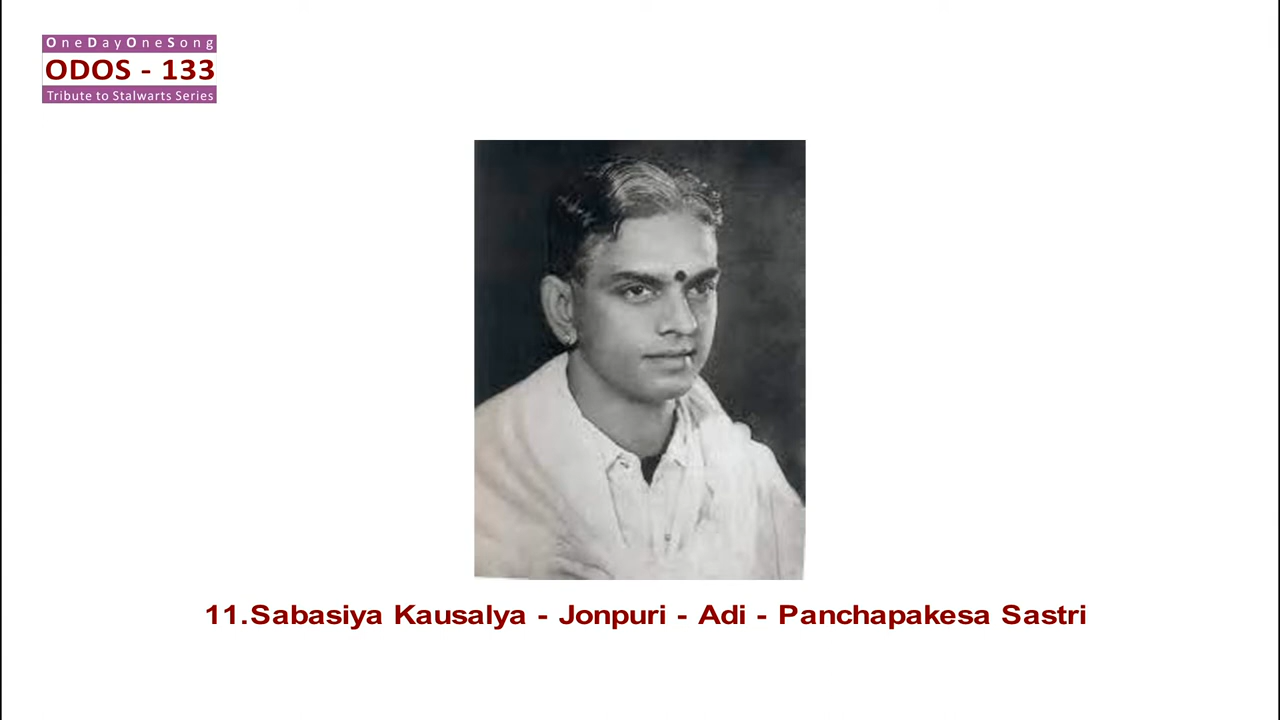 OneDayOneSong
ODOS - 133
Tribute to Stalwarts Series
11.Sabasiya Kausalya - Jonpuri - Adi - Panchapakesa Sastri